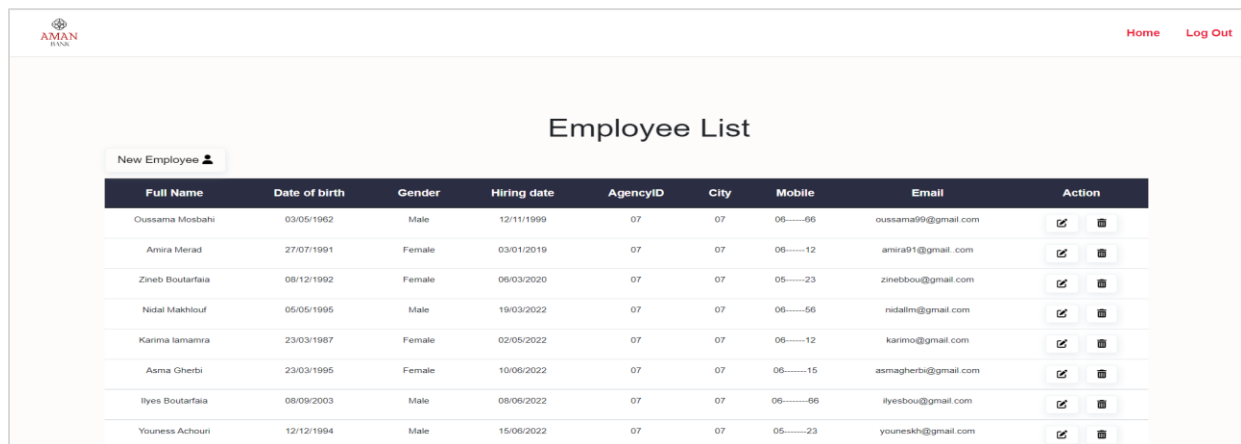 AMAN
BANK
Home Log Out
Employee List
New Employee
Full Name Date of birth Gender Hiring date AgencyID City Mobile Email Action
Oussama Mosbahi 03/05/1962 Male 12/11/1999 07 07 06------66 oussama99@gmail.com
Amira Merad 27/07/1991 Female 03/01/2019 07 07 06------12 amira91@gmail..com
Zineb Boutarfaia 08/12/1992 Female 06/03/2020 07 07 05------23 zinebbou@gmail.com
Nidal Makhlouf 05/05/1995 Male 19/03/2022 07 07 06------56 nidallm@gmail.com
Karima lamamra 23/03/1987 Female 02/05/2022 07 07 06------12 karimo@gmail.com
Asma Gherbi 23/03/1995 Female 10/06/2022 07 07 06-------15 asmagherbi@gmail.com
Ilyes Boutarfaia 08/09/2003 Male 08/06/2022 07 07 06--------66 ilyesbou@gmail.com
Youness Achouri 12/12/1994 Male 15/06/2022 07 07 05-------23 youneskh@gmail.com